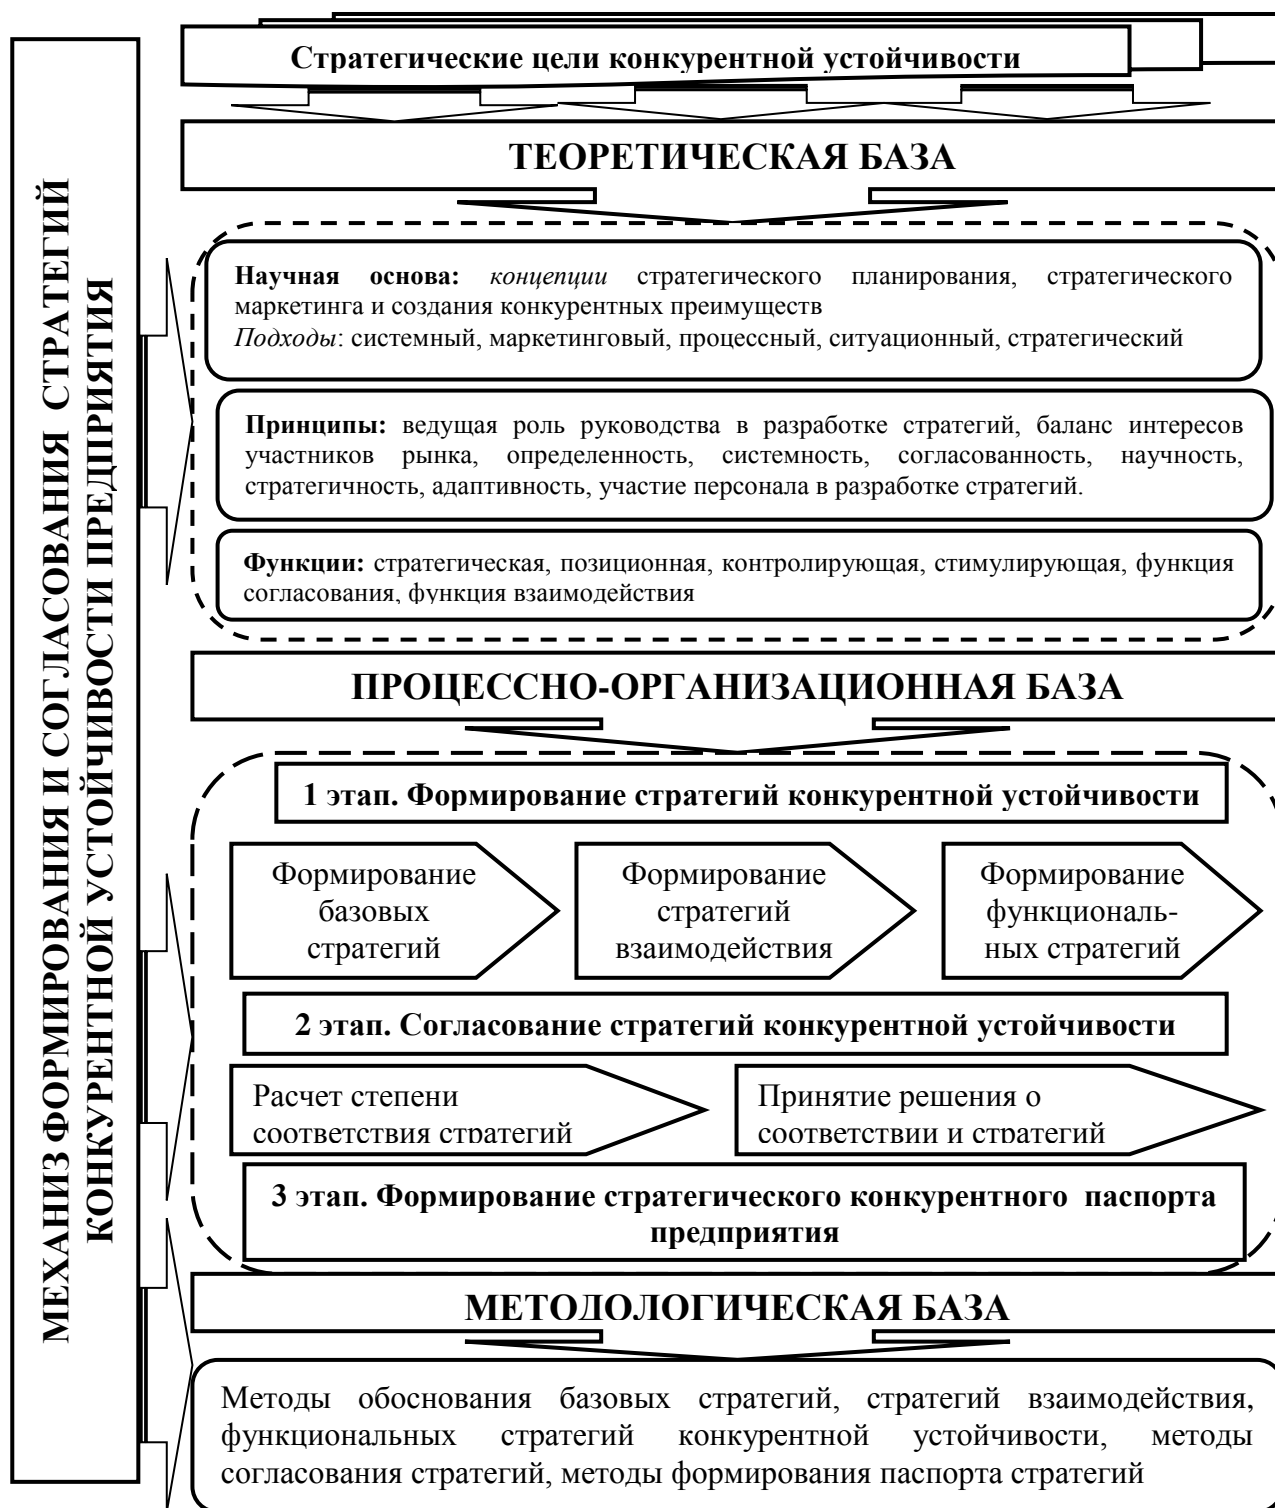 Стратегические цели конкурентной устойчивости
МЕХАНИЗ ФОРМИРОВАНИЯ И СОГЛАСОВАНИЯ СТРАТЕГИЙ
КОНКУРЕНТНОЙ УСТОЙЧИВОСТИ ПРЕДПРИЯТИЯ
ТЕОРЕТИЧЕСКАЯ БАЗА
Научная основа: концепции стратегического планирования, стратегического
маркетинга и создания конкурентных преимуществ
Подходы: системный, маркетинговый, процессный, ситуационный, стратегический
Принципы: ведущая роль руководства в разработке стратегий, баланс интересов
участников рынка, определенность, системность, согласованность, научность,
стратегичность, адаптивность, участие персонала в разработке стратегий.
Функции: стратегическая, позиционная, контролирующая, стимулирующая, функция
согласования, функция взаимодействия
ПРОЦЕССНО-ОРГАНИЗАЦИОННАЯ БАЗА
1 этап. Формирование стратегий конкурентной устойчивости
Формирование
базовых
стратегий
Формирование
стратегий
взаимодействия
Формирование
функциональ-
ных стратегий
2 этап. Согласование стратегий конкурентной устойчивости
Расчет степени
соответствия стратегий
Принятие решения о
соответствии и стратегий
3 этап. Формирование стратегического конкурентного паспорта
предприятия
МЕТОДОЛОГИЧЕСКАЯ БАЗА
Методы обоснования базовых стратегий, стратегий взаимодействия,
функциональных стратегий конкурентной устойчивости, методы
согласования стратегий, методы формирования паспорта стратегий